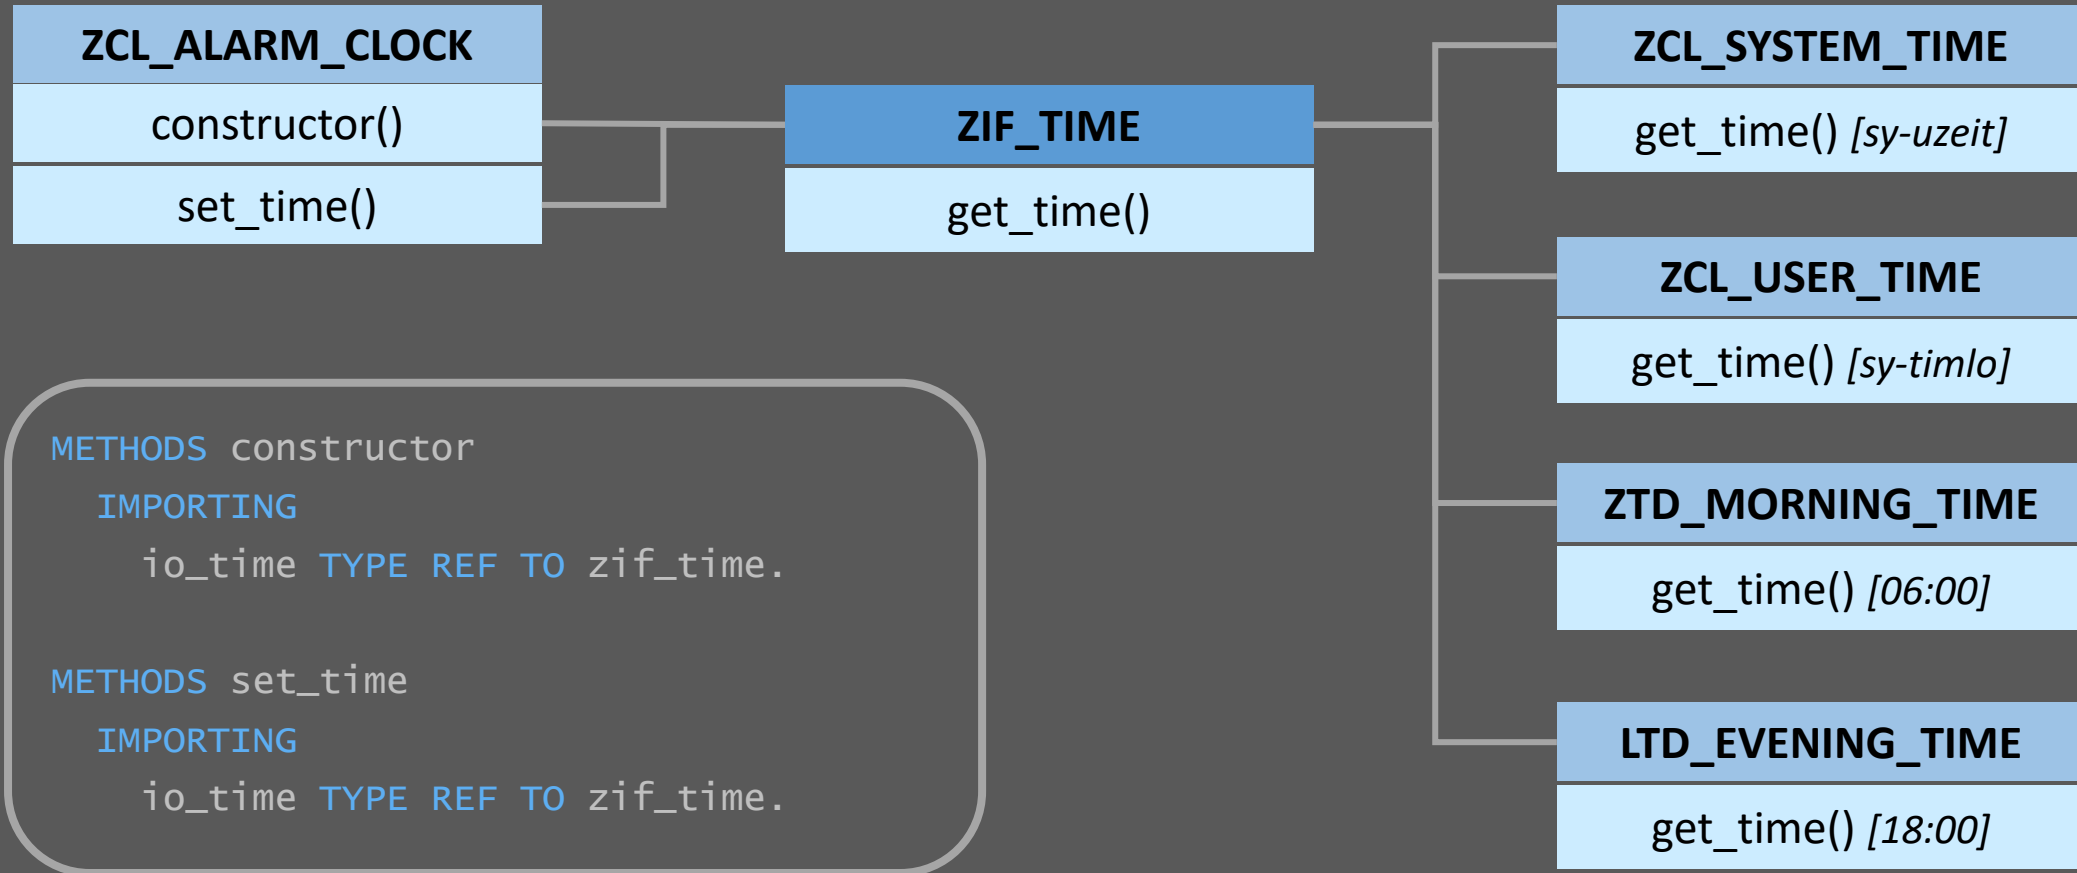 ZCL_ALARM_CLOCK
constructor()
set_time()
ZIF_TIME
get_time()
ZCL_SYSTEM_TIME
get_time() [sy-uzeit]
ZCL_USER_TIME
get_time() [sy-timlo]
ZTD_MORNING_TIME
get_time() [06:00]
LTD_EVENING_TIME
get_time() [18:00]
METHODS constructor
IMPORTING
io_time TYPE REF TO zif_time.
METHODS set_time
IMPORTING
io_time TYPE REF TO zif_time.